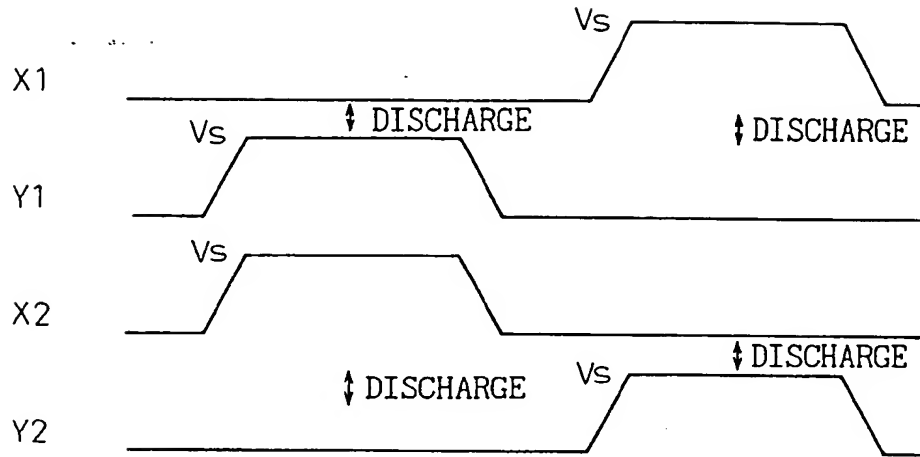 Vs
X1
DISCHARGE
Vs
DISCHARGE
Y1
Vs
X2
DISCHARGE
Vs
DISCHARGE
Y2